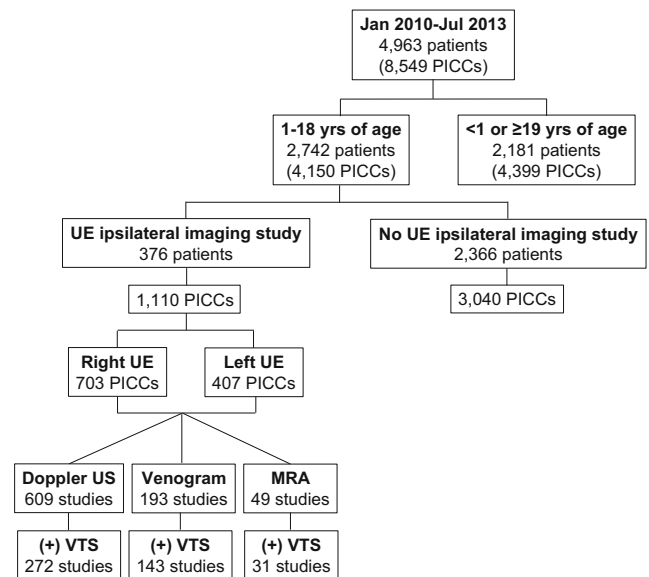 Jan 2010-Jul 2013
4,963 patients
(8,549 PICCs)
1-18 yrs of age
2,742 patients
(4,150 PICCs)
<1 or ≥19 yrs of age
2,181 patients
(4,399 PICCs)
UE ipsilateral imaging study
376 patients
No UE ipsilateral imaging study
2,366 patients
1,110 PICCs
3,040 PICCs
Right UE
703 PICCs
Left UE
407 PICCs
Doppler US
609 studies
Venogram
193 studies
MRA
49 studies
(+) VTS
272 studies
(+) VTS
143 studies
(+) VTS
31 studies